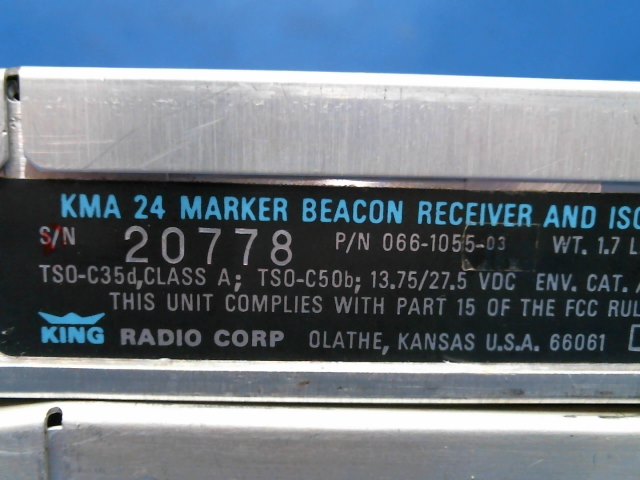 KMA 24 MARKER BEACON RECEIVER AND
S/N 20778 P/N 066-1055-03 WT. 1.7
TSO-C35d, CLASS A; TSO-C50b; 13.75/27.5 VDC ENV. CAT.
THIS UNIT COMPLIES WITH PART 15 OF THE FCC
KING RADIO CORP OLATHE, KANSAS U.S.A. 66061